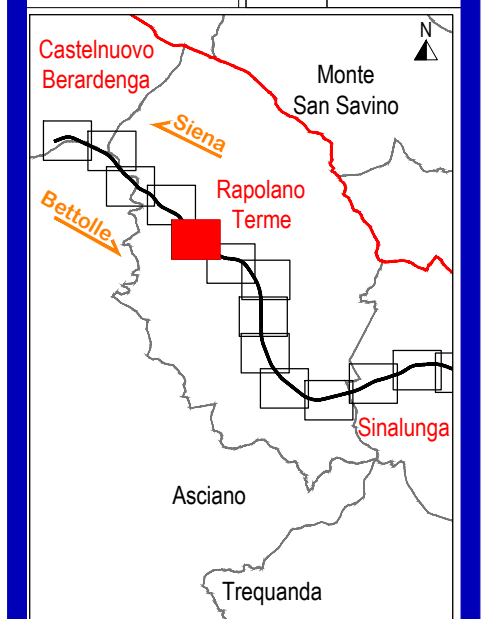 N
Castelnuovo
Berardenga
Monte
San Savino
Siena
Rapolano
Terme
Bettolle
Sinalunga
Asciano
Trequanda